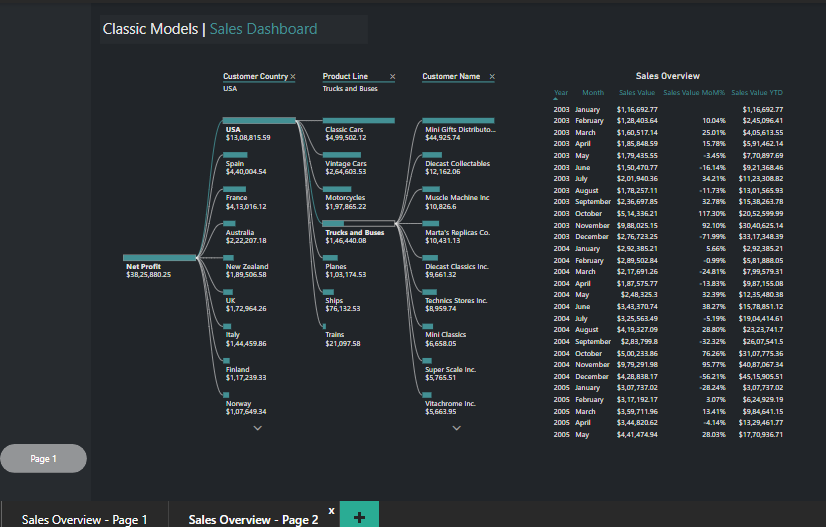 Classic Models | Sales Dashboard
Customer Country × Product Line × Customer Name ×
USA Trucks and Buses
USA
$13,08,815.59
Spain
$4,40,004.54
France
$4,13,016.12
Australia
$2,22,207.18
Net Profit
$38,25,880.25
New Zealand
$1,89,506.58
UK
$1,72,964.26
Italy
$1,44,459.86
Finland
$1,17,239.33
Norway
$1,07,649.34
Classic Cars
$4,99,502.12
Vintage Cars
$2,64,603.53
Motorcycles
$1,97,865.22
Trucks and Buses
$1,46,440.08
Planes
$1,03,174.53
Ships
$76,132.53
Trains
$21,097.58
Mini Gifts Distributo...
$44,925.74
Diecast Collectables
$12,162.06
Muscle Machine Inc
$10,826.6
Marta's Replicas Co.
$10,431.13
Diecast Classics Inc.
$9,661.32
Technics Stores Inc.
$8,959.74
Mini Classics
$6,658.05
Super Scale Inc.
$5,765.51
Vitachrome Inc.
$5,663.95
Sales Overview
Year Month Sales Value Sales Value MoM% Sales Value YTD
2003 January $1,16,692.77 $1,16,692.77
2003 February $1,28,403.64 10.04% $2,45,096.41
2003 March $1,60,517.14 25.01% $4,05,613.55
2003 April $1,85,848.59 15.78% $5,91,462.14
2003 May $1,79,435.55 -3.45% $7,70,897.69
2003 June $1,50,470.77 -16.14% $9,21,368.46
2003 July $2,01,940.36 34.21% $11,23,308.82
2003 August $1,78,257.11 -11.73% $13,01,565.93
2003 September $2,36,697.85 32.78% $15,38,263.78
2003 October $5,14,336.21 117.30% $20,52,599.99
2003 November $9,88,025.15 92.10% $30,40,625.14
2003 December $2,76,723.25 -71.99% $33,17,348.39
2004 January $2,92,385.21 5.66% $2,92,385.21
2004 February $2,89,502.84 -0.99% $5,81,888.05
2004 March $2,17,691.26 -24.81% $7,99,579.31
2004 April $1,87,575.77 -13.83% $9,87,155.08
2004 May $2,48,325.3 32.39% $12,35,480.38
2004 June $3,43,370.74 38.27% $15,78,851.12
2004 July $3,25,563.49 -5.19% $19,04,414.61
2004 August $4,19,327.09 28.80% $23,23,741.7
2004 September $2,83,799.8 -32.32% $26,07,541.5
2004 October $5,00,233.86 76.26% $31,07,775.36
2004 November $9,79,291.98 95.77% $40,87,067.34
2004 December $4,28,838.17 -56.21% $45,15,905.51
2005 January $3,07,737.02 -28.24% $3,07,737.02
2005 February $3,17,192.17 3.07% $6,24,929.19
2005 March $3,59,711.96 13.41% $9,84,641.15
2005 April $3,44,820.62 -4.14% $13,29,461.77
2005 May $4,41,474.94 28.03% $17,70,936.71
Page 1
Sales Overview - Page 1 Sales Overview - Page 2 x +